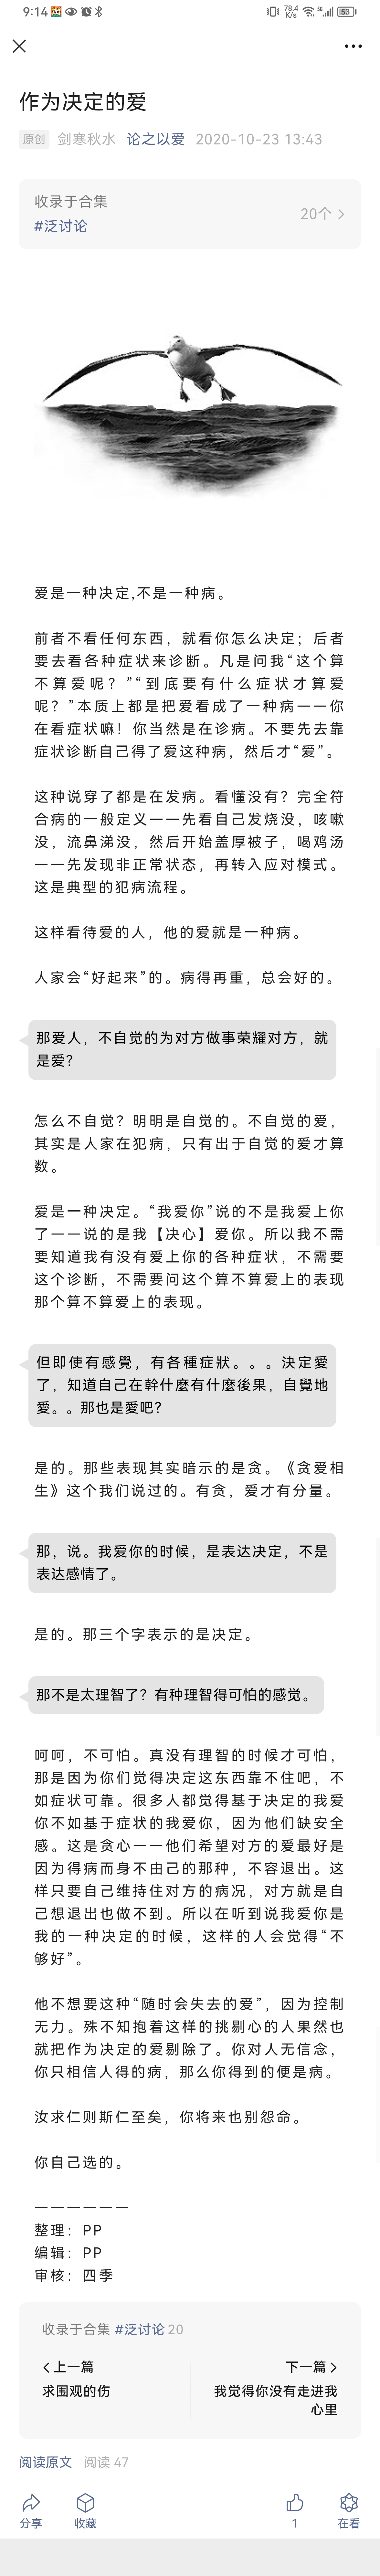 9:14
78.4
K/s
5G
53
作为决定的爱
原创 剑寒秋水 论之以爱 2020-10-23 13:43
收录于合集
#泛讨论
20个
爱是一种决定,不是一种病。
前者不看任何东西，就看你怎么决定；后者
要去看各种症状来诊断。凡是问我“这个算
不算爱呢？”“到底要有什么症状才算爱
呢？”本质上都是把爱看成了一种病——你
在看症状嘛！你当然是在诊病。不要先去靠
症状诊断自己得了爱这种病，然后才“爱”。
这种说穿了都是在发病。看懂没有？完全符
合病的一般定义——先看自己发烧没，咳嗽
没，流鼻涕没，然后开始盖厚被子，喝鸡汤
——先发现非正常状态，再转入应对模式。
这是典型的犯病流程。
这样看待爱的人，他的爱就是一种病。
人家会“好起来”的。病得再重，总会好的。
那爱人，不自觉的为对方做事荣耀对方，就
是爱？
怎么不自觉？明明是自觉的。不自觉的爱，
其实是人家在犯病，只有出于自觉的爱才算
数。
爱是一种决定。“我爱你”说的不是我爱上你
了——说的是我【决心】爱你。所以我不需
要知道我有没有爱上你的各种症状，不需要
这个诊断，不需要问这个算不算爱上的表现
那个算不算爱上的表现。
但即使有感覺，有各種症狀。。。決定愛
了，知道自己在幹什麼有什麼後果，自覺地
愛。。那也是愛吧？
是的。那些表现其实暗示的是贪。《贪爱相
生》这个我们说过的。有贪，爱才有分量。
那，说。我爱你的时候，是表达决定，不是
表达感情了。
是的。那三个字表示的是决定。
那不是太理智了？有种理智得可怕的感觉。
呵呵，不可怕。真没有理智的时候才可怕，
那是因为你们觉得决定这东西靠不住吧，不
如症状可靠。很多人都觉得基于决定的我爱
你不如基于症状的我爱你，因为他们缺安全
感。这是贪心——他们希望对方的爱最好是
因为得病而身不由己的那种，不容退出。这
样只要自己维持住对方的病况，对方就是自
己想退出也做不到。所以在听到说我爱你是
我的一种决定的时候，这样的人会觉得“不
够好”。
他不想要这种“随时会失去的爱”，因为控制
无力。殊不知抱着这样的挑剔心的人果然也
就把作为决定的爱剔除了。你对人无信念，
你只相信人得的病，那么你得到的便是病。
汝求仁则斯仁至矣，你将来也别怨命。
你自己选的。
——————
整理：PP
编辑：PP
审核：四季
收录于合集 #泛讨论 20
上一篇
下一篇
求围观的伤
我觉得你没有走进我
心里
阅读原文 阅读 47
分享
收藏
1
在看